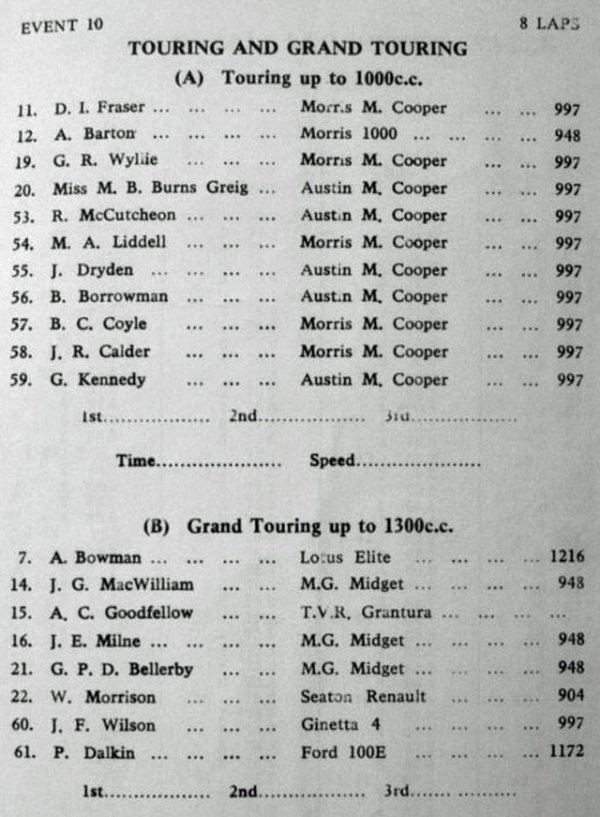 EVENT 10 8 LAPS
TOURING AND GRAND TOURING
(A) Touring up to 1000c.c.
11. D. I. Fraser ... ... ... ... Morris M. Cooper ... ... 997
12. A. Barton ... ... ... ... Morris 1000 ... ... ... ... 948
19. G. R. Wyllie ... ... ... Morris M. Cooper ... ... 997
20. Miss M. B. Burns Greig ... Austin M. Cooper ... ... 997
53. R. McCutcheon ... ... ... Austin M. Cooper ... ... 997
54. M. A. Liddell ... ... ... Morris M. Cooper ... ... 997
55. J. Dryden ... ... ... ... Austin M. Cooper ... ... 997
56. B. Borrowman ... ... ... Austin M. Cooper ... ... 997
57. B. C. Coyle ... ... ... Morris M. Cooper ... ... 997
58. J. R. Calder ... ... ... Morris M. Cooper ... ... 997
59. G. Kennedy ... ... ... Austin M. Cooper ... ... 997
1st.................. 2nd.................. 3rd..................
Time..................... Speed.....................
(B) Grand Touring up to 1300c.c.
7. A. Bowman ... ... ... ... Lotus Elite ... ... ... ... 1216
14. J. G. MacWilliam ... ... M.G. Midget ... ... ... ... 948
15. A. C. Goodfellow ... ... T.V.R. Grantura ... ... ... ...
16. J. E. Milne ... ... ... ... M.G. Midget ... ... ... ... 948
21. G. P. D. Bellerby ... ... M.G. Midget ... ... ... ... 948
22. W. Morrison ... ... ... Seaton Renault ... ... ... 904
60. J. F. Wilson ... ... ... Ginetta 4 ... ... ... ... 997
61. P. Dalkin ... ... ... ... Ford 100E ... ... ... ... 1172
1st.................. 2nd.................. 3rd....... ..........